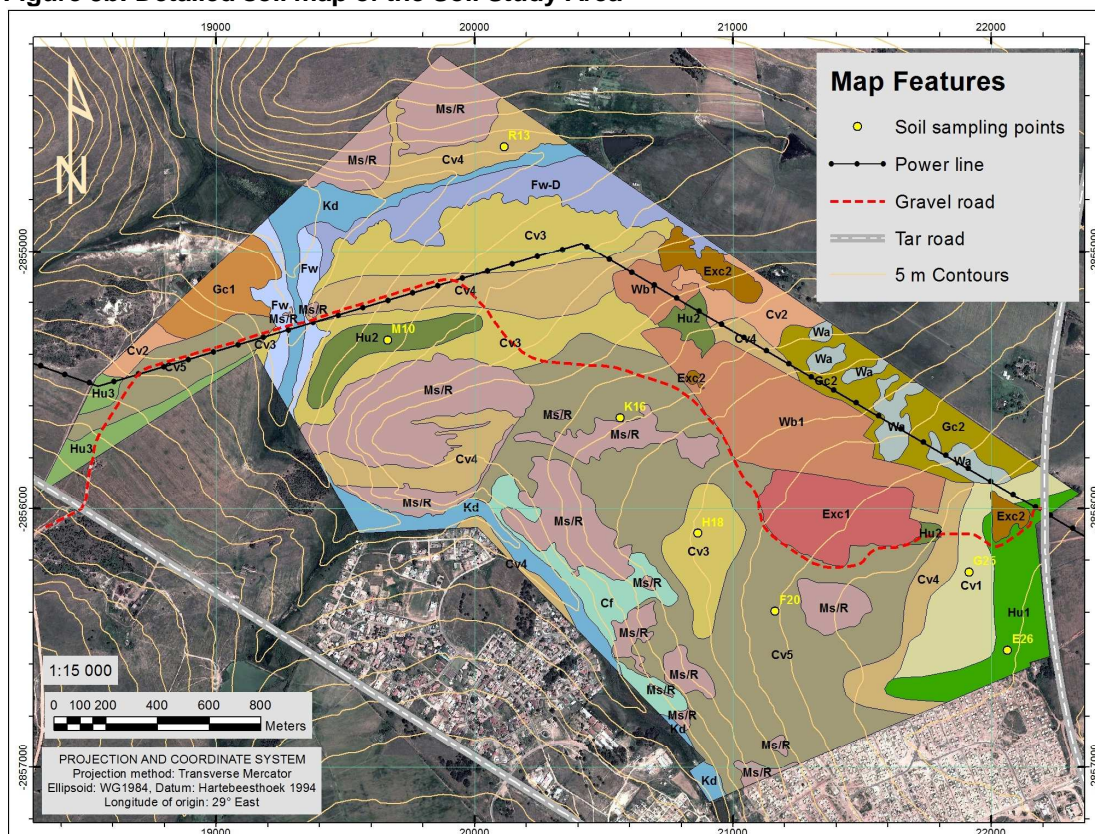 Figure 5b: Detailed soil map of the Soil Study Area
19000
20000
21000
22000
Map Features
Soil sampling points
Power line
Gravel road
Tar road
5 m Contours
N
-2855000
-2855000
-2856000
-2856000
-2857000
-2857000
Ms/R
R13
Ms/R
Cv4
Kd
Fw-D
Cv3
Fw
Exc2
Gc1
Fw
Ms/R
Ms/R
Cv4
Wb1
Hu2
Cv2
Wa
Cv3
M10
Hu2
Cv3
Cv4
Wa
Cv2
Cv5
Gc2
Wa
Hu3
Exc2
Ms/R
Ms/R
K16
Ms/R
Wb1
Wa
Gc2
Hu3
Cv4
Wa
Ms/R
Kd
Ms/R
Exc1
Exc2
H18
Cv3
Hu2
Cv4
G25
Cv1
Cv4
Ms/R
Cf
F20
Ms/R
Hu1
Ms/R
Cv5
E26
Ms/R
Ms/R
Ms/R
Kd
Ms/R
Ms/R
Kd
1:15 000
0 100 200 400 600 800
Meters
PROJECTION AND COORDINATE SYSTEM
Projection method: Transverse Mercator
Ellipsoid: WG1984, Datum: Hartebeesthoek 1994
Longitude of origin: 29° East
19000
20000
21000
22000